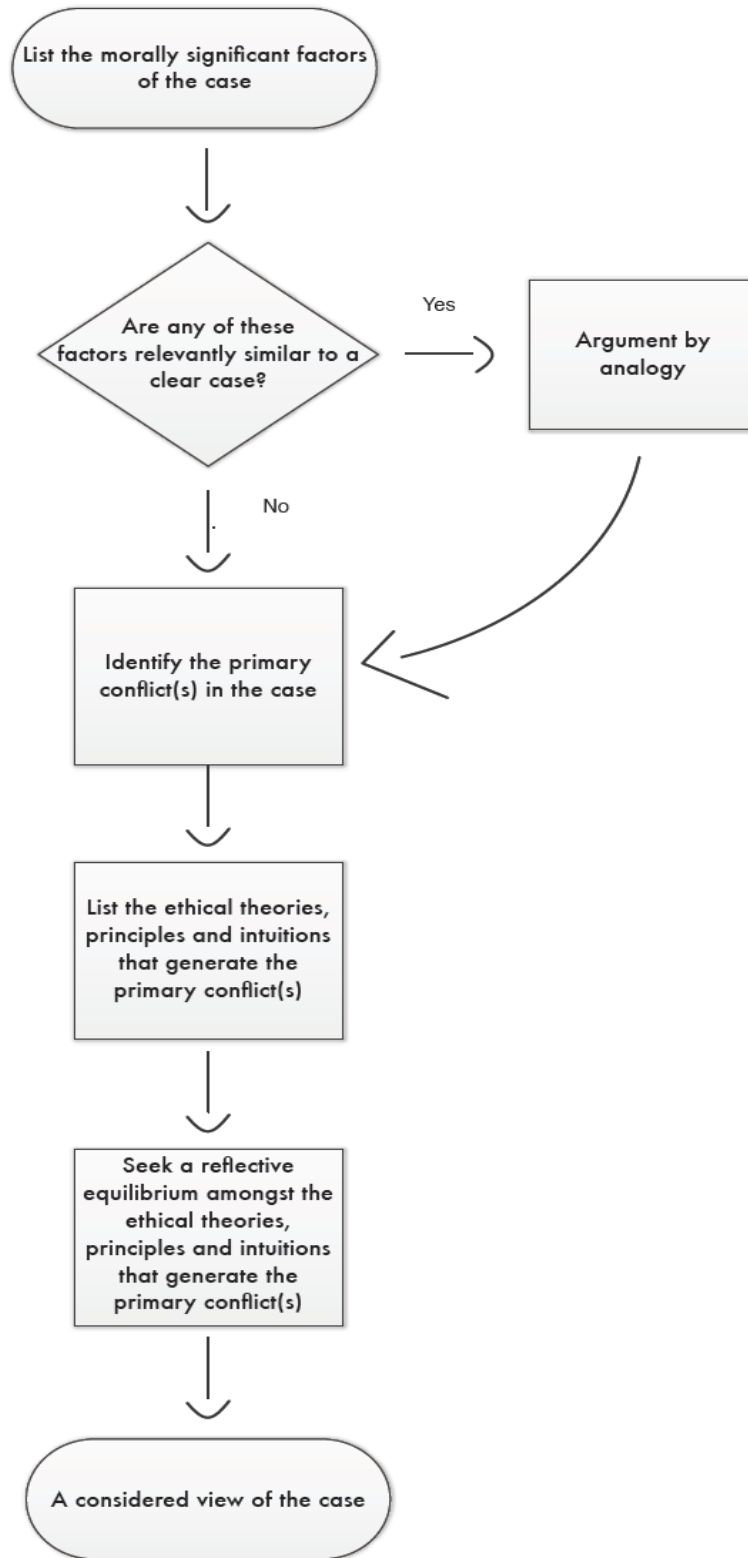 List the morally significant factors
of the case
Are any of these
factors relevantly similar to a
clear case?
Yes
Argument by
analogy
No
Identify the primary
conflict(s) in the case
List the ethical theories,
principles and intuitions
that generate the
primary conflict(s)
Seek a reflective
equilibrium amongst the
ethical theories,
principles and intuitions
that generate the
primary conflict(s)
A considered view of the case